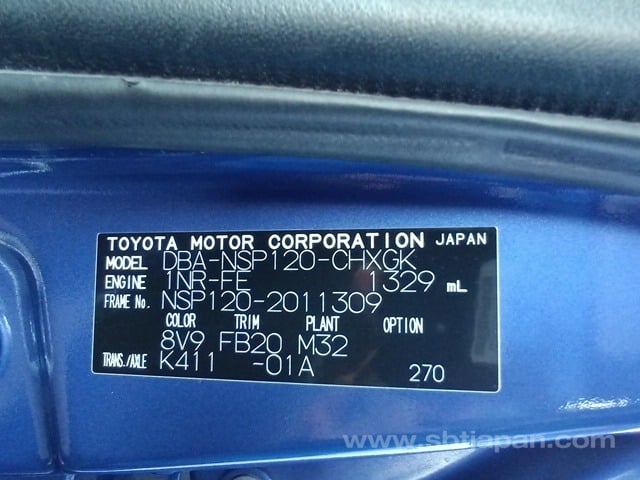 TOYOTA MOTOR CORPORATION JAPAN
MODEL DBA-NSP120-CHXGK
ENGINE 1NR-FE 1329 mL
FRAME No. NSP120-2011309
COLOR TRIM PLANT OPTION
8V9 FB20 M32
TRANS./AXLE K411 -01A 270
www.sbtjapan.com